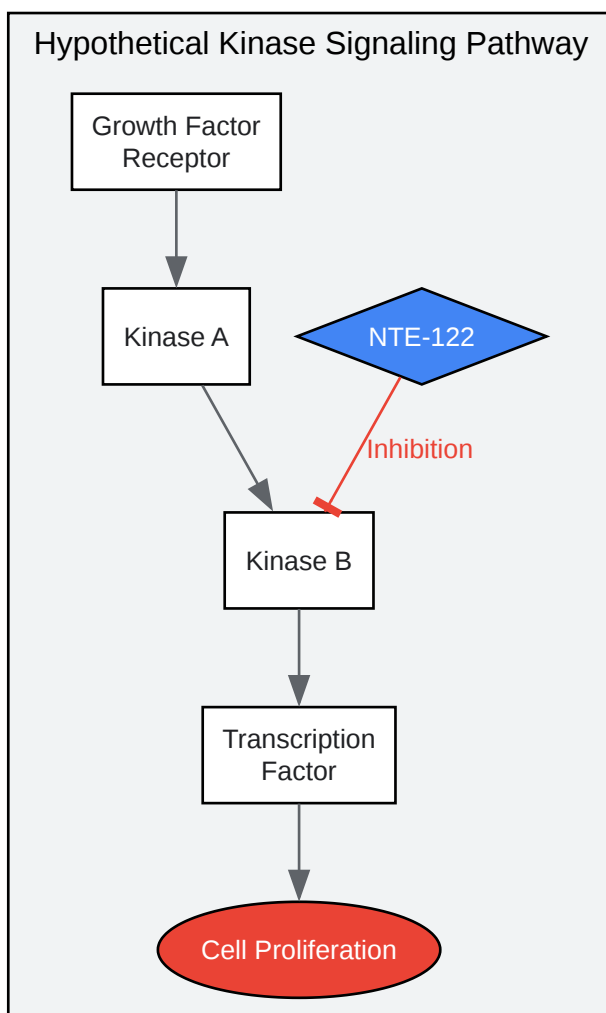 Hypothetical Kinase Signaling Pathway
Growth Factor
Receptor
Kinase A
NTE-122
Inhibition
Kinase B
Transcription
Factor
Cell Proliferation